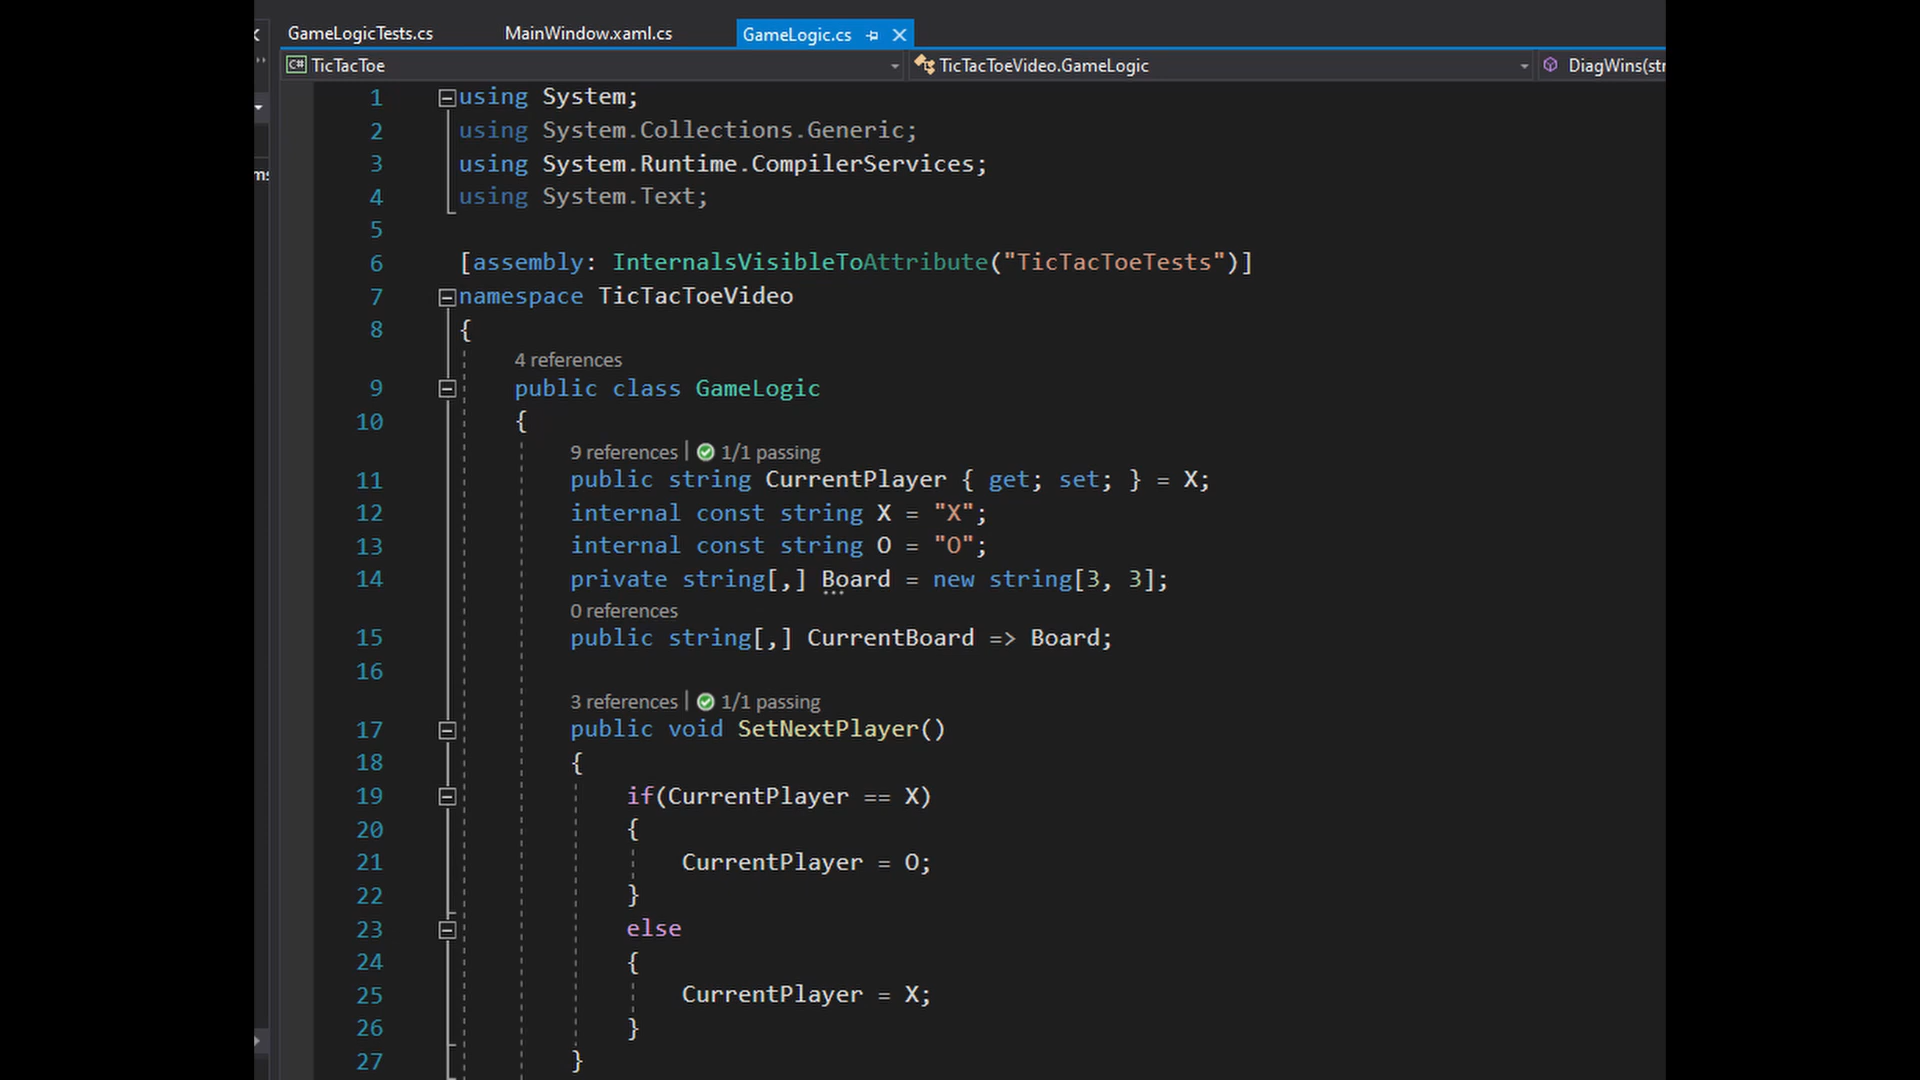 GameLogicTests.cs MainWindow.xaml.cs GameLogic.cs
C# TicTacToe TicTacToeVideo.GameLogic DiagWins(str
1 using System;
2 using System.Collections.Generic;
3 using System.Runtime.CompilerServices;
4 using System.Text;
5
6 [assembly: InternalsVisibleToAttribute("TicTacToeTests")]
7 namespace TicTacToeVideo
8 {
4 references
9 public class GameLogic
10 {
9 references | 1/1 passing
11 public string CurrentPlayer { get; set; } = X;
12 internal const string X = "X";
13 internal const string O = "O";
14 private string[,] Board = new string[3, 3];
0 references
15 public string[,] CurrentBoard => Board;
16
3 references | 1/1 passing
17 public void SetNextPlayer()
18 {
19 if(CurrentPlayer == X)
20 {
21 CurrentPlayer = O;
22 }
23 else
24 {
25 CurrentPlayer = X;
26 }
27 }